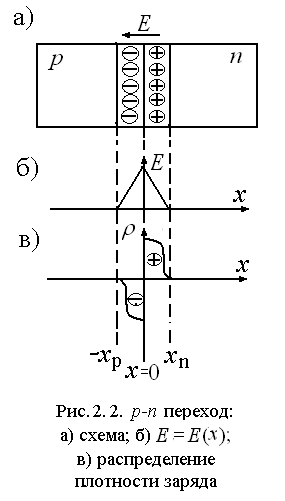 а)
E
p
n
⊖ ⊕
⊖ ⊕
⊖ ⊕
⊖ ⊕
⊖ ⊕
б)
E
x
в)
ρ
x
⊕
⊖
-xp
x=0
xn
Рис. 2. 2. p-n переход:
а) схема; б) E = E(x);
в) распределение
плотности заряда